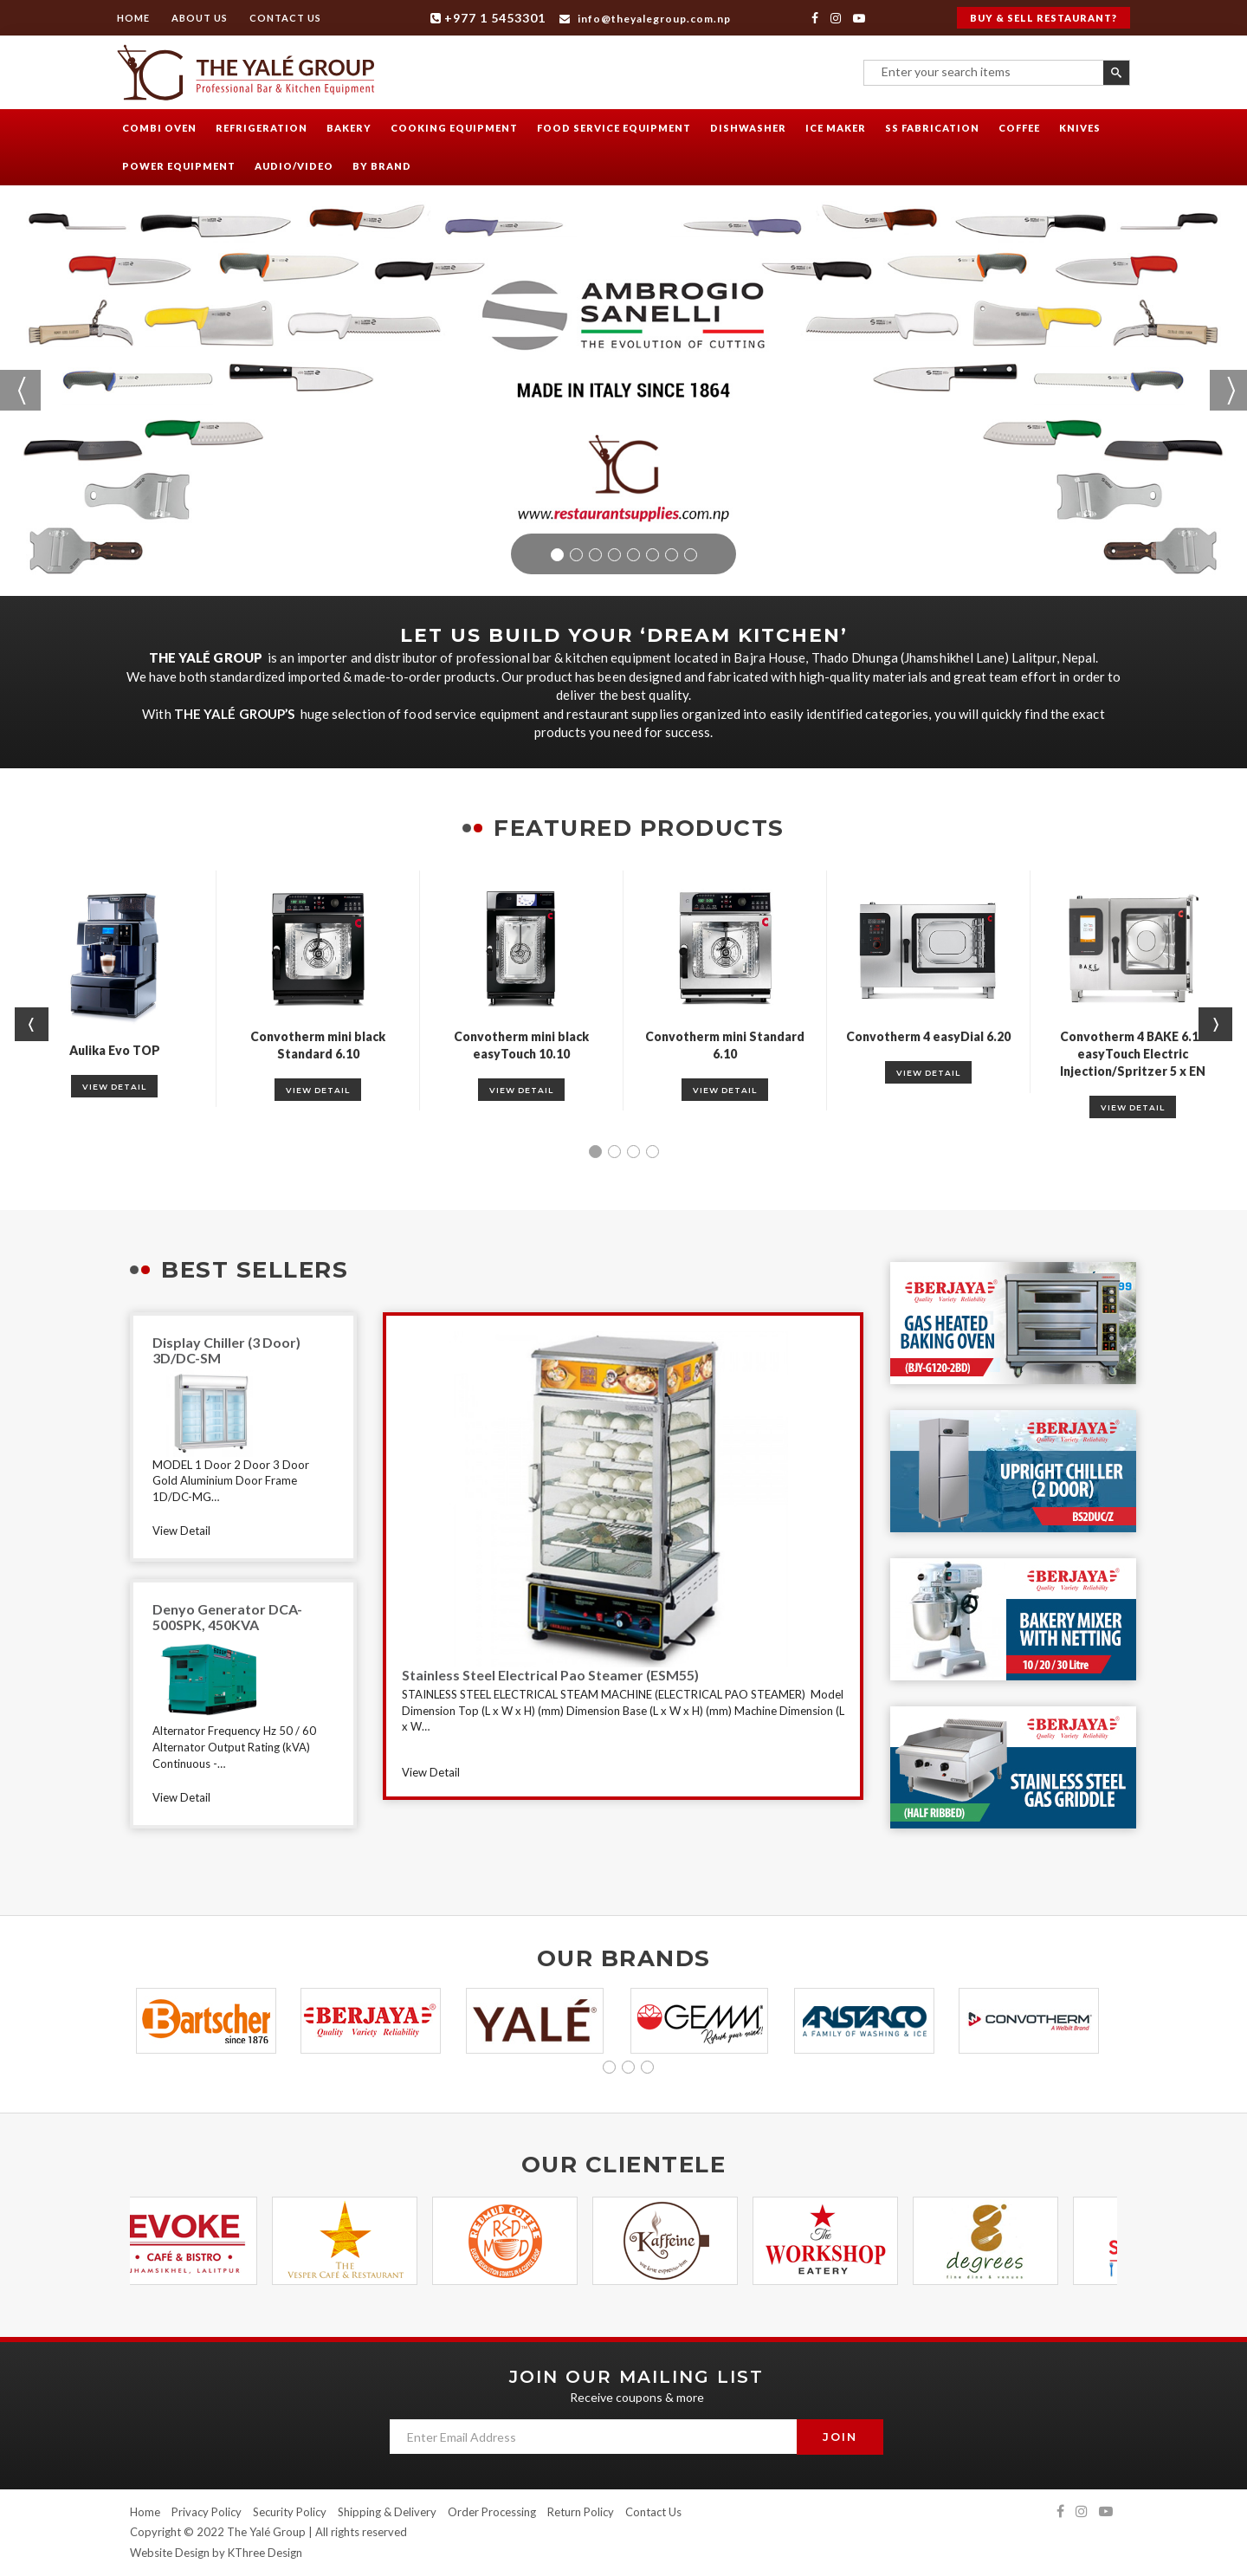 HOME ABOUT US CONTACT US
+977 1 5453301 info@theyalegroup.com.np
BUY & SELL RESTAURANT?
YG THE YALÉ GROUP
Professional Bar & Kitchen Equipment
Enter your search items
COMBI OVEN REFRIGERATION BAKERY COOKING EQUIPMENT FOOD SERVICE EQUIPMENT DISHWASHER ICE MAKER SS FABRICATION COFFEE KNIVES
POWER EQUIPMENT AUDIO/VIDEO BY BRAND
AMBROGIO
SANELLI
THE EVOLUTION OF CUTTING
MADE IN ITALY SINCE 1864
YG
www.restaurantsupplies.com.np
LET US BUILD YOUR ‘DREAM KITCHEN’
THE YALÉ GROUP is an importer and distributor of professional bar & kitchen equipment located in Bajra House, Thado Dhunga (Jhamshikhel Lane) Lalitpur, Nepal.
We have both standardized imported & made-to-order products. Our product has been designed and fabricated with high-quality materials and great team effort in order to
deliver the best quality.
With THE YALÉ GROUP’S huge selection of food service equipment and restaurant supplies organized into easily identified categories, you will quickly find the exact
products you need for success.
FEATURED PRODUCTS
Aulika Evo TOP
VIEW DETAIL
Convotherm mini black
Standard 6.10
VIEW DETAIL
Convotherm mini black
easyTouch 10.10
VIEW DETAIL
Convotherm mini Standard
6.10
VIEW DETAIL
Convotherm 4 easyDial 6.20
VIEW DETAIL
BAKE
Convotherm 4 BAKE 6.1
easyTouch Electric
Injection/Spritzer 5 x EN
VIEW DETAIL
BEST SELLERS
Display Chiller (3 Door)
3D/DC-SM
MODEL 1 Door 2 Door 3 Door
Gold Aluminium Door Frame
1D/DC-MG...
View Detail
Denyo Generator DCA-
500SPK, 450KVA
Alternator Frequency Hz 50 / 60
Alternator Output Rating (kVA)
Continuous -...
View Detail
Stainless Steel Electrical Pao Steamer (ESM55)
STAINLESS STEEL ELECTRICAL STEAM MACHINE (ELECTRICAL PAO STEAMER) Model
Dimension Top (L x W x H) (mm) Dimension Base (L x W x H) (mm) Machine Dimension (L
x W...
View Detail
BERJAYA
Quality Variety Reliability
99
GAS HEATED
BAKING OVEN
(BJY-G120-2BD)
BERJAYA
Quality Variety Reliability
UPRIGHT CHILLER
(2 DOOR)
BS2DUC/Z
BERJAYA
Quality Variety Reliability
BAKERY MIXER
WITH NETTING
10 / 20 / 30 Litre
BERJAYA
Quality Variety Reliability
STAINLESS STEEL
GAS GRIDDLE
(HALF RIBBED)
OUR BRANDS
Bartscher
since 1876
BERJAYA
Quality Variety Reliability
YALÉ
GEMM
Refresh your mind!
ARISTARCO
A FAMILY OF WASHING & ICE
CONVOTHERM
A Welbilt Brand
OUR CLIENTELE
EVOKE
• CAFÉ & BISTRO •
JHAMSIKHEL, LALITPUR
THE
VESPER CAFÉ & RESTAURANT
REDMUD COFFEE
RED MUD
Kaffeine
The
WORKSHOP
EATERY
8
degrees
fine dine & venues
S
JOIN OUR MAILING LIST
Receive coupons & more
Enter Email Address
JOIN
Home Privacy Policy Security Policy Shipping & Delivery Order Processing Return Policy Contact Us
Copyright © 2022 The Yalé Group | All rights reserved
Website Design by KThree Design